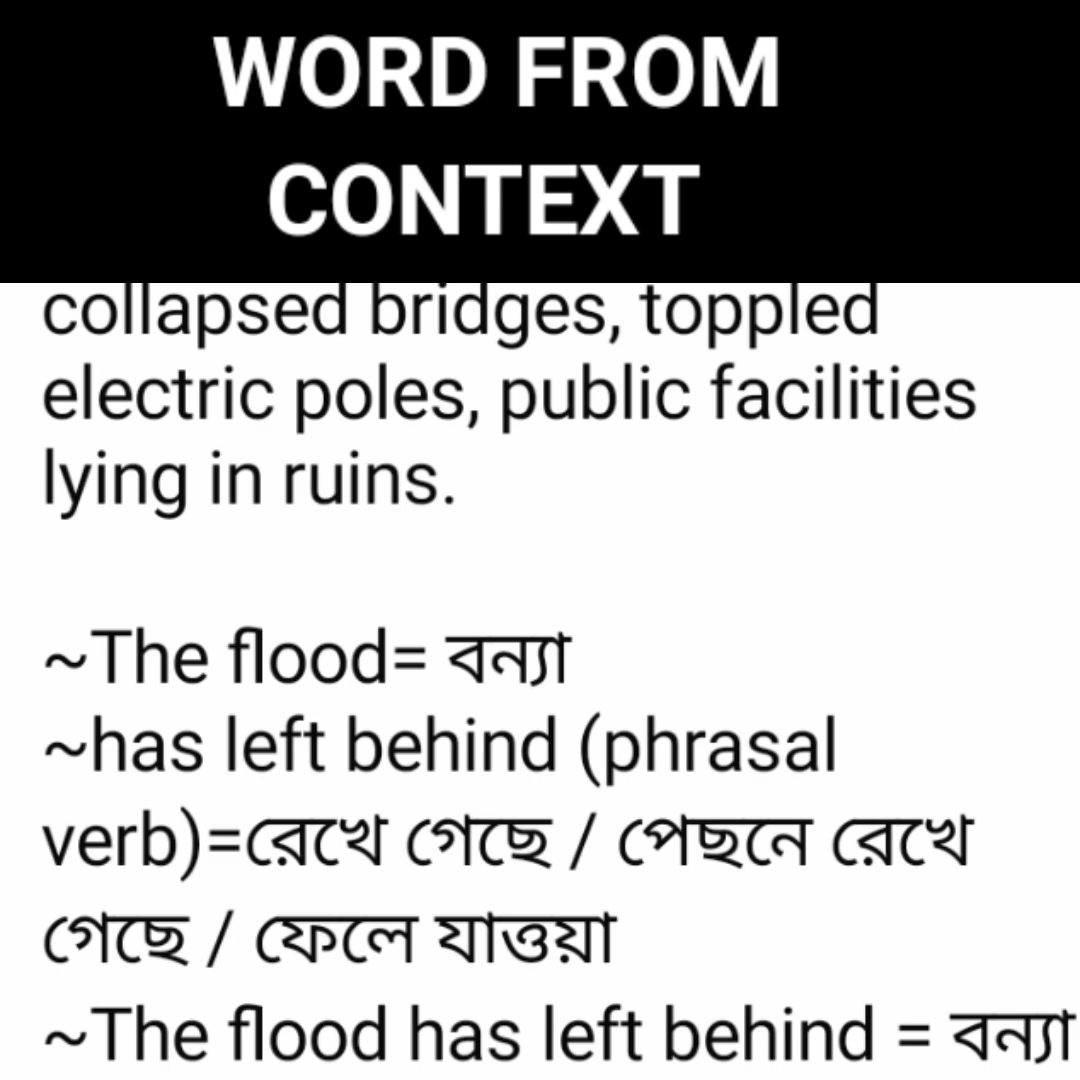 WORD FROM
CONTEXT
collapsed bridges, toppled
electric poles, public facilities
lying in ruins.
~The flood= বন্যা
~has left behind (phrasal
verb)=রেখে গেছে / পেছনে রেখে
গেছে / ফেলে যাওয়া
~The flood has left behind = বন্যা